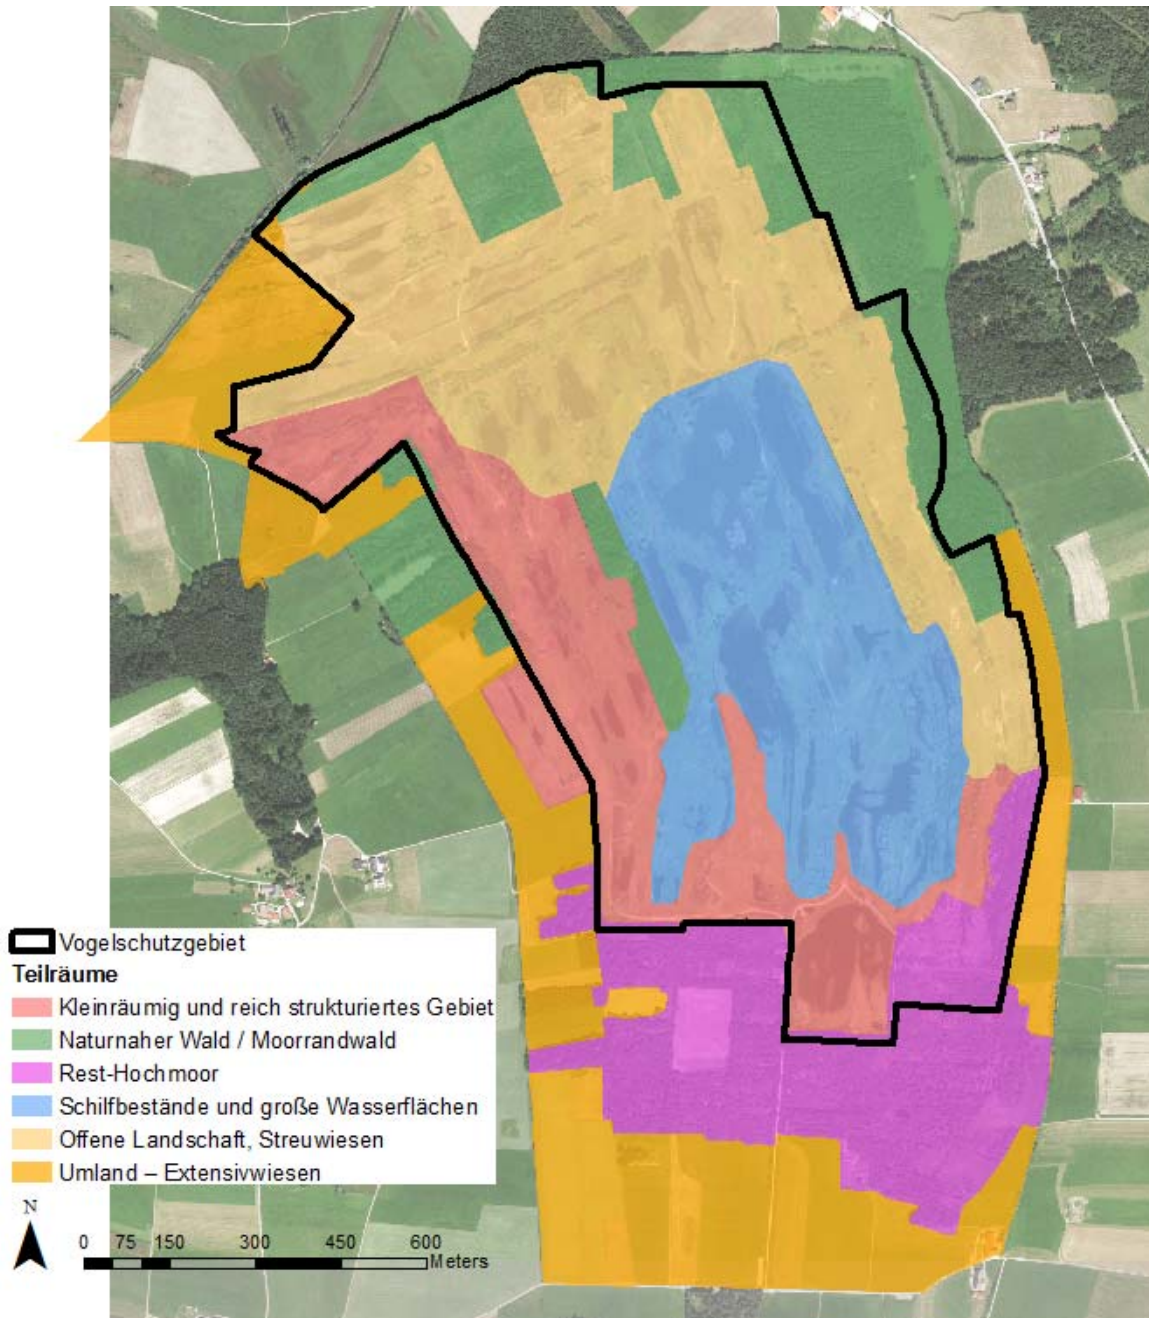 Vogelschutzgebiet
Teilräume
Kleinräumig und reich strukturiertes Gebiet
Naturnaher Wald / Moorrandwald
Rest-Hochmoor
Schilfbestände und große Wasserflächen
Offene Landschaft, Streuwiesen
Umland – Extensivwiesen
N
0 75 150 300 450 600
Meters